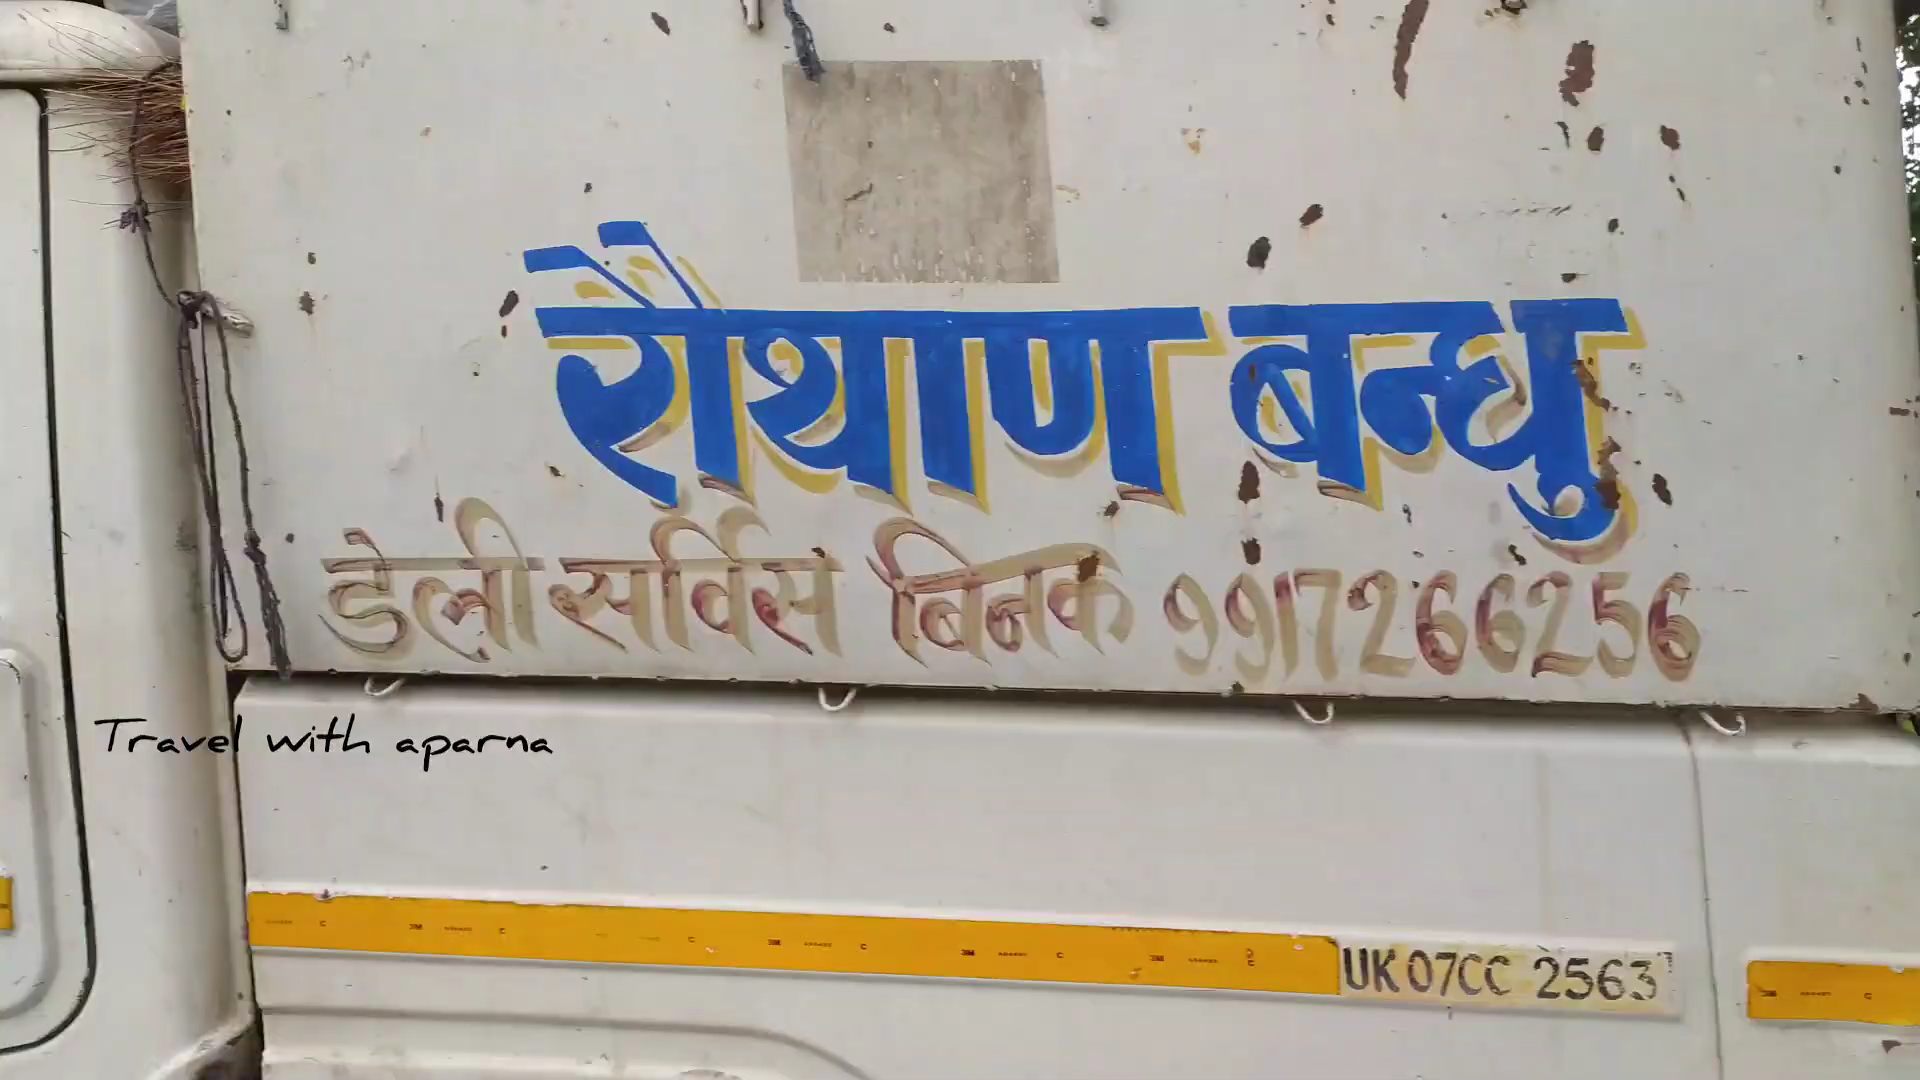 रौथाण बन्धु
डेली सर्विस बिनक 9917266256
Travel with aparna
UK07CC 2563